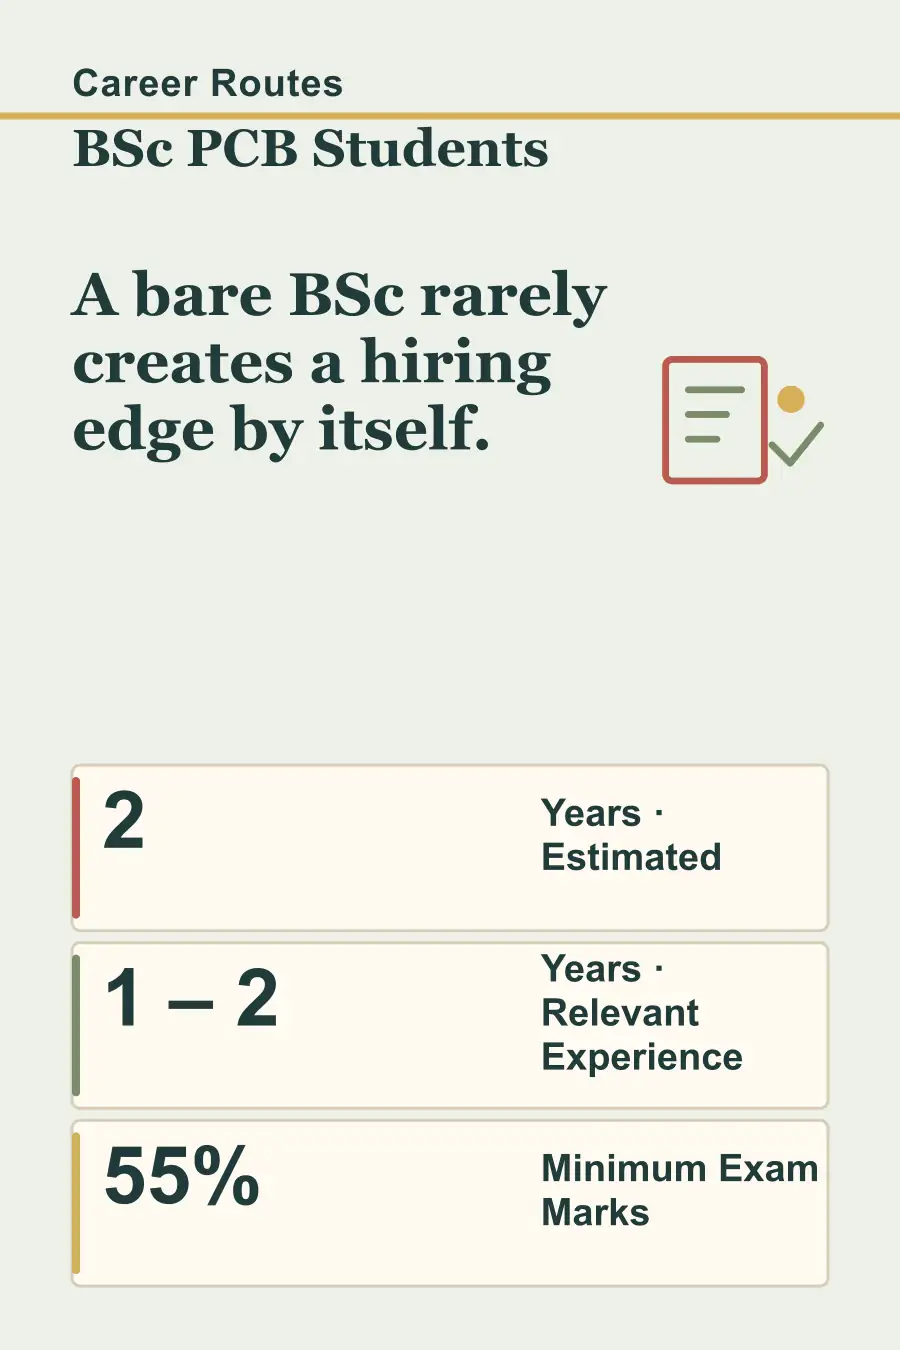 Career Routes
BSc PCB Students
A bare BSc rarely
creates a hiring
edge by itself.
2
Years ·
Estimated
1 – 2
Years ·
Relevant
Experience
55%
Minimum Exam
Marks